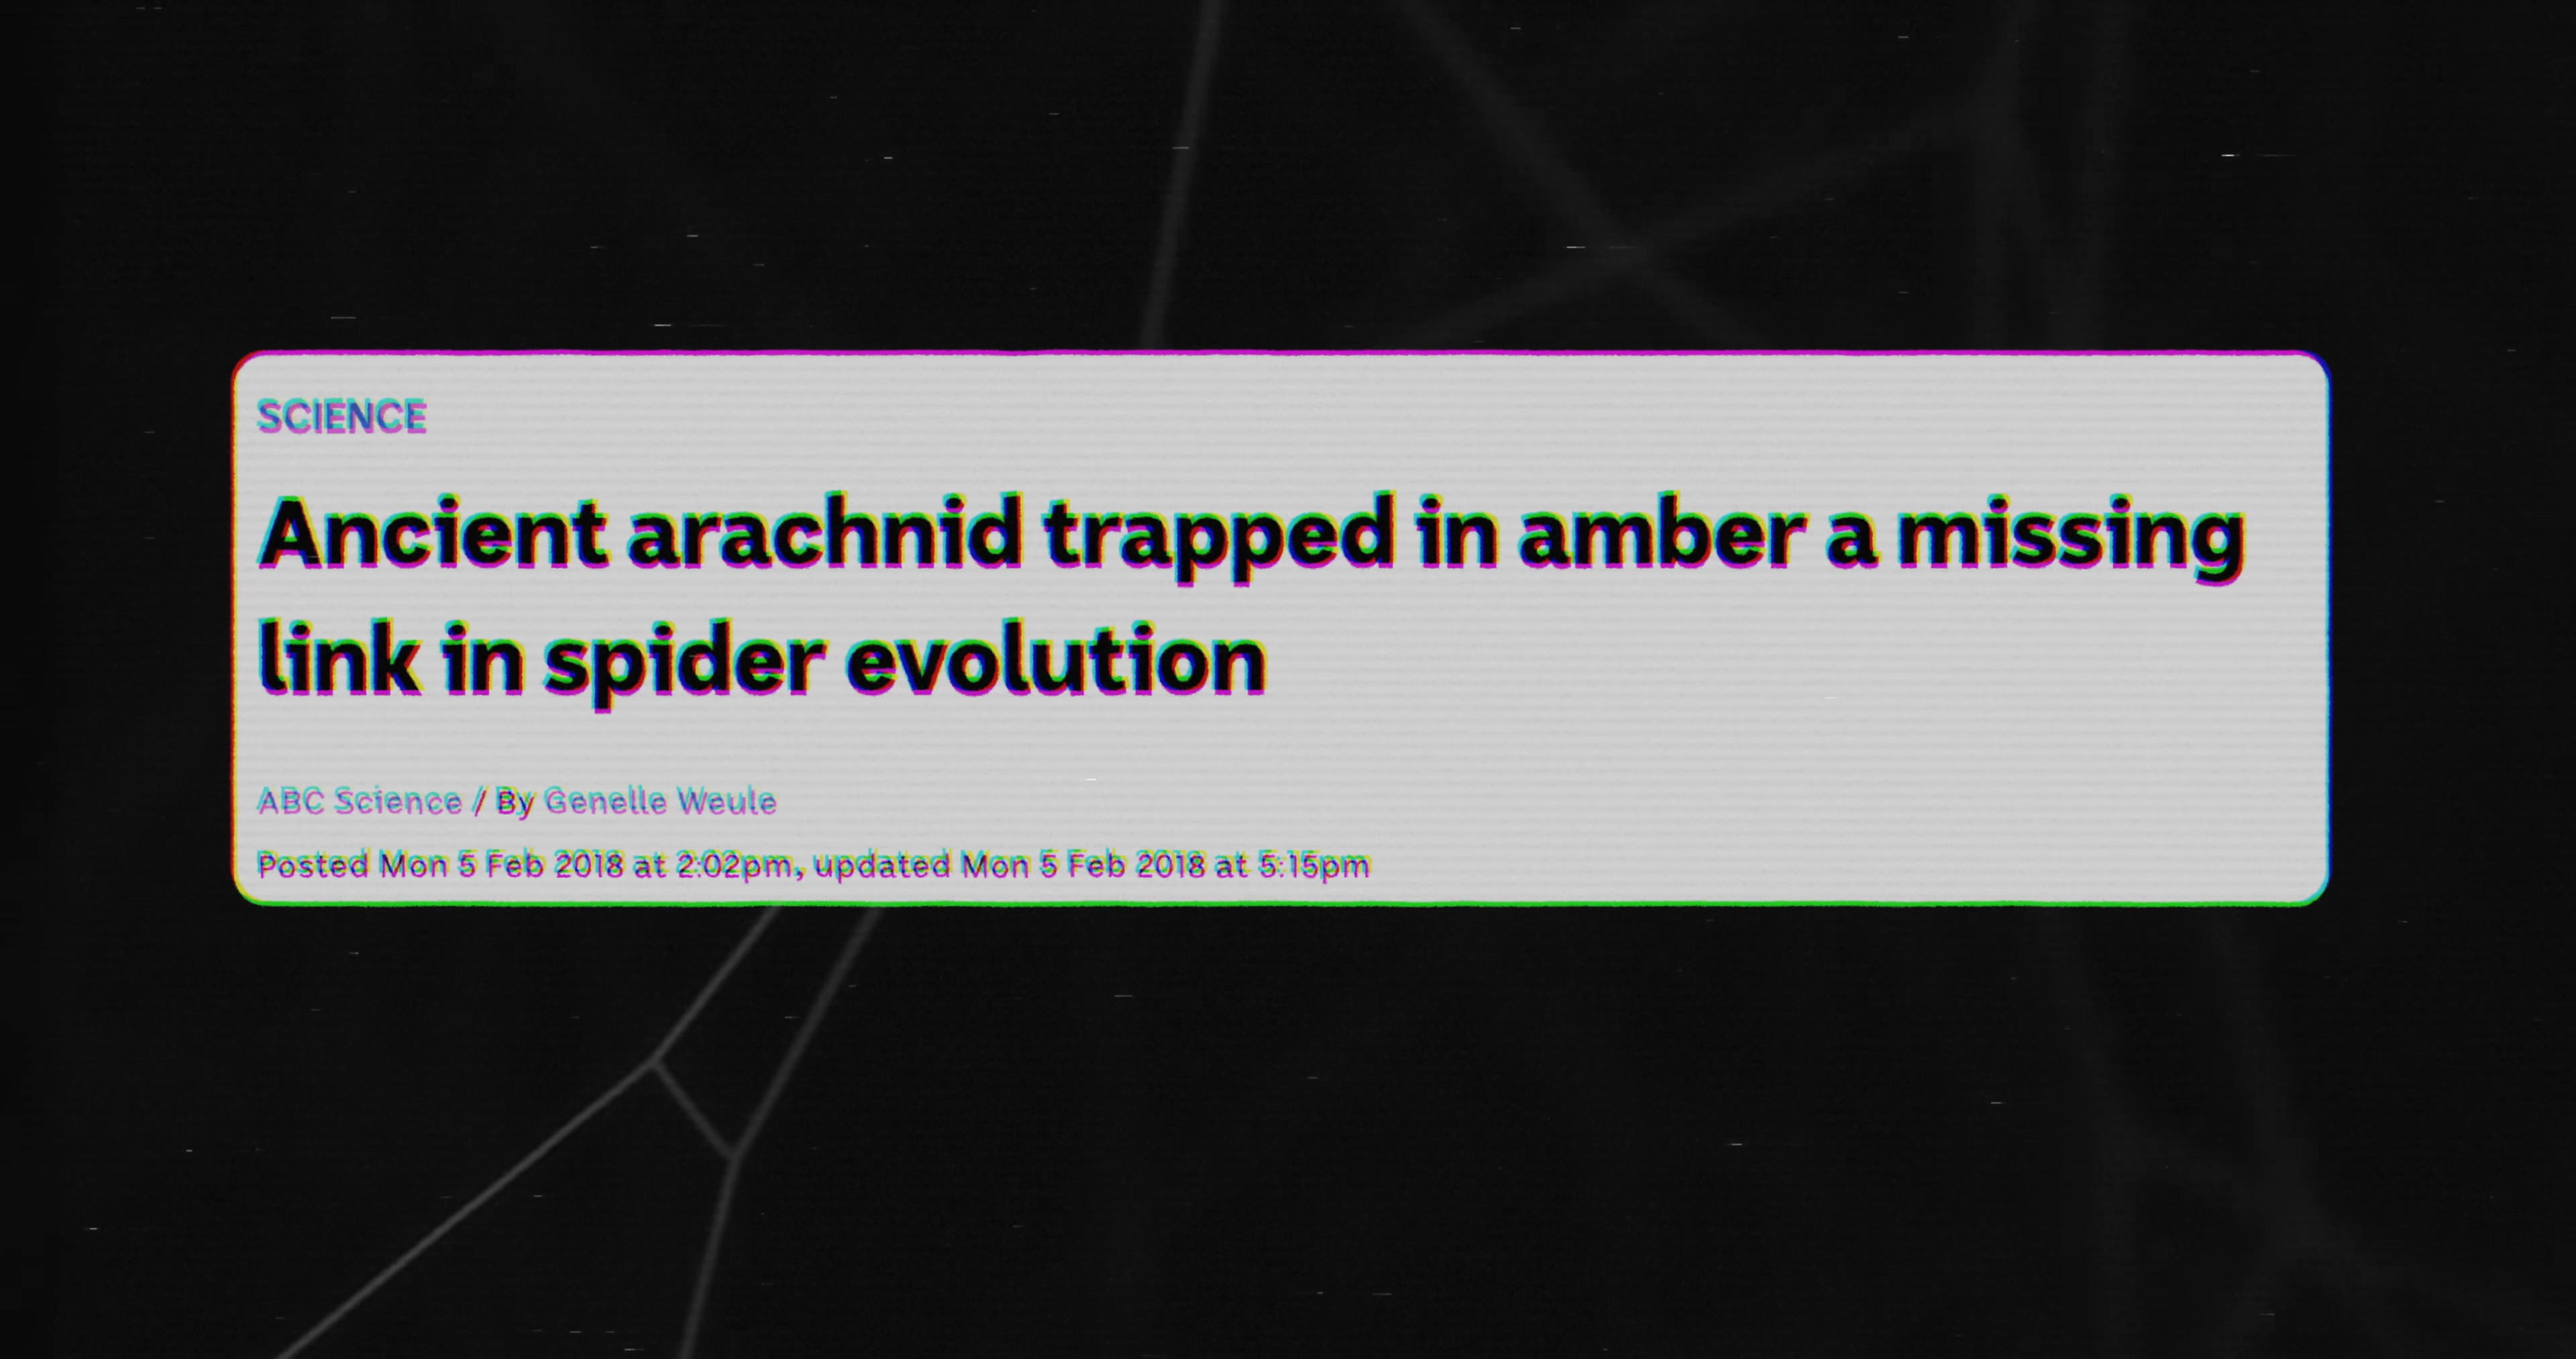 SCIENCE
Ancient arachnid trapped in amber a missing
link in spider evolution
ABC Science / By Genelle Weule
Posted Mon 5 Feb 2018 at 2:02pm, updated Mon 5 Feb 2018 at 5:15pm